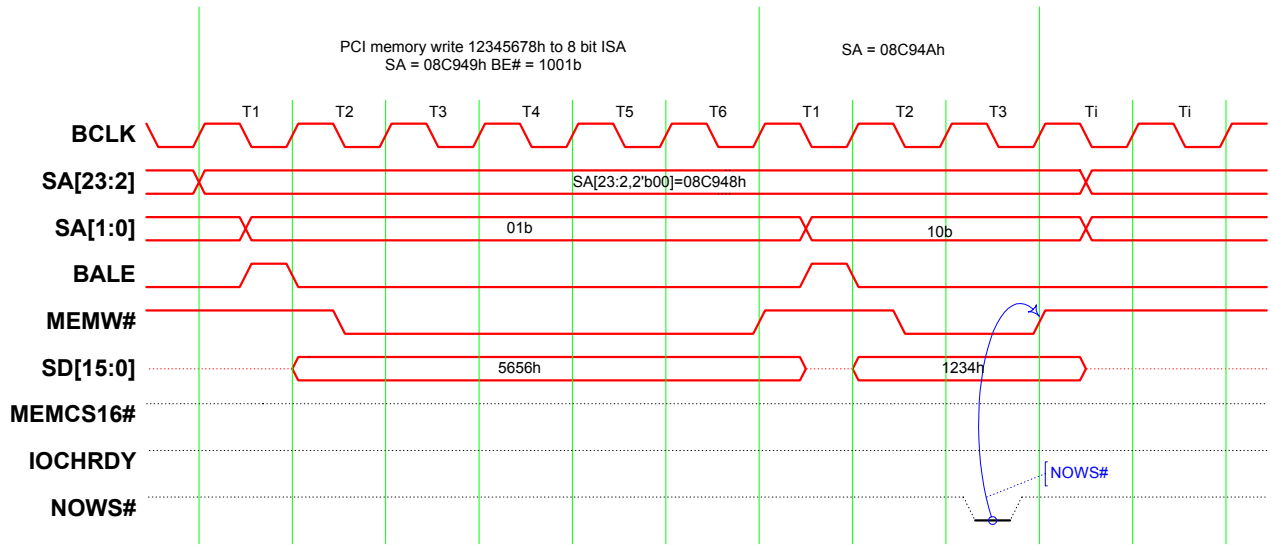 PCI memory write 12345678h to 8 bit ISA
SA = 08C949h BE# = 1001b
SA = 08C94Ah
T1 T2 T3 T4 T5 T6 T1 T2 T3 Ti Ti
BCLK
SA[23:2] SA[23:2,2'b00]=08C948h
SA[1:0] 01b 10b
BALE
MEMW#
SD[15:0] 5656h 1234h
MEMCS16#
IOCHRDY
NOWS#
NOWS#